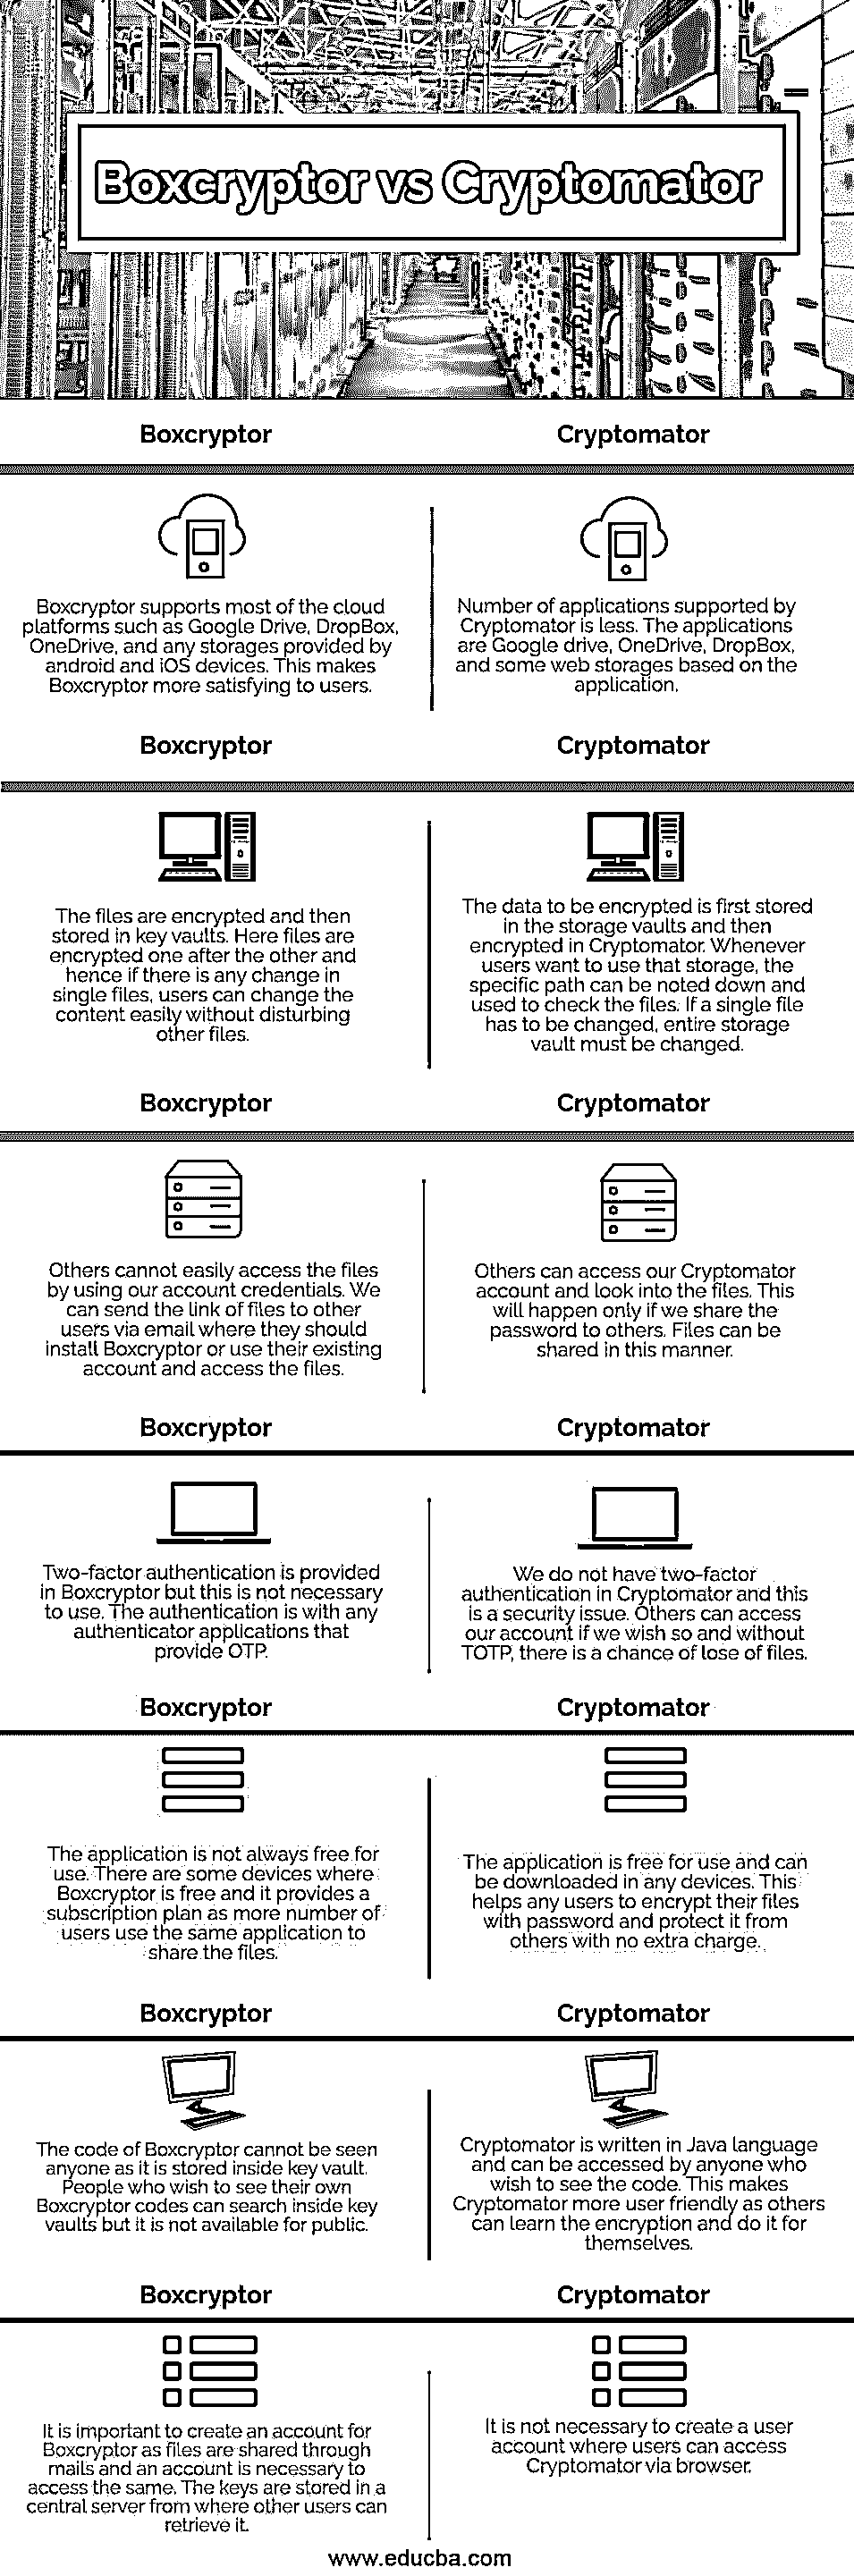 Boxcryptor vs Cryptomator
Boxcryptor
Cryptomator
Boxcryptor supports most of the cloud
platforms such as Google Drive, DropBox,
OneDrive, and any storages provided by
android and iOS devices. This makes
Boxcryptor more satisfying to users.
Number of applications supported by
Cryptomator is less. The applications
are Google drive, OneDrive, DropBox,
and some web storages based on the
application.
Boxcryptor
Cryptomator
The files are encrypted and then
stored in key vaults. Here files are
encrypted one after the other and
hence if there is any change in
single files, users can change the
content easily without disturbing
other files.
The data to be encrypted is first stored
in the storage vaults and then
encrypted in Cryptomator. Whenever
users want to use that storage, the
specific path can be noted down and
used to check the files. If a single file
has to be changed, entire storage
vault must be changed.
Boxcryptor
Cryptomator
Others cannot easily access the files
by using our account credentials. We
can send the link of files to other
users via email where they should
install Boxcryptor or use their existing
account and access the files.
Others can access our Cryptomator
account and look into the files. This
will happen only if we share the
password to others. Files can be
shared in this manner.
Boxcryptor
Cryptomator
Two-factor authentication is provided
in Boxcryptor but this is not necessary
to use. The authentication is with any
authenticator applications that
provide OTP.
We do not have two-factor
authentication in Cryptomator and this
is a security issue. Others can access
our account if we wish so and without
TOTP, there is a chance of lose of files.
Boxcryptor
Cryptomator
The application is not always free for
use. There are some devices where
Boxcryptor is free and it provides a
subscription plan as more number of
users use the same application to
share the files.
The application is free for use and can
be downloaded in any devices. This
helps any users to encrypt their files
with password and protect it from
others with no extra charge.
Boxcryptor
Cryptomator
The code of Boxcryptor cannot be seen
anyone as it is stored inside key vault.
People who wish to see their own
Boxcryptor codes can search inside key
vaults but it is not available for public.
Cryptomator is written in Java language
and can be accessed by anyone who
wish to see the code. This makes
Cryptomator more user friendly as others
can learn the encryption and do it for
themselves.
Boxcryptor
Cryptomator
It is important to create an account for
Boxcryptor as files are shared through
mails and an account is necessary to
access the same. The keys are stored in a
central server from where other users can
retrieve it.
It is not necessary to create a user
account where users can access
Cryptomator via browser.
www.educba.com